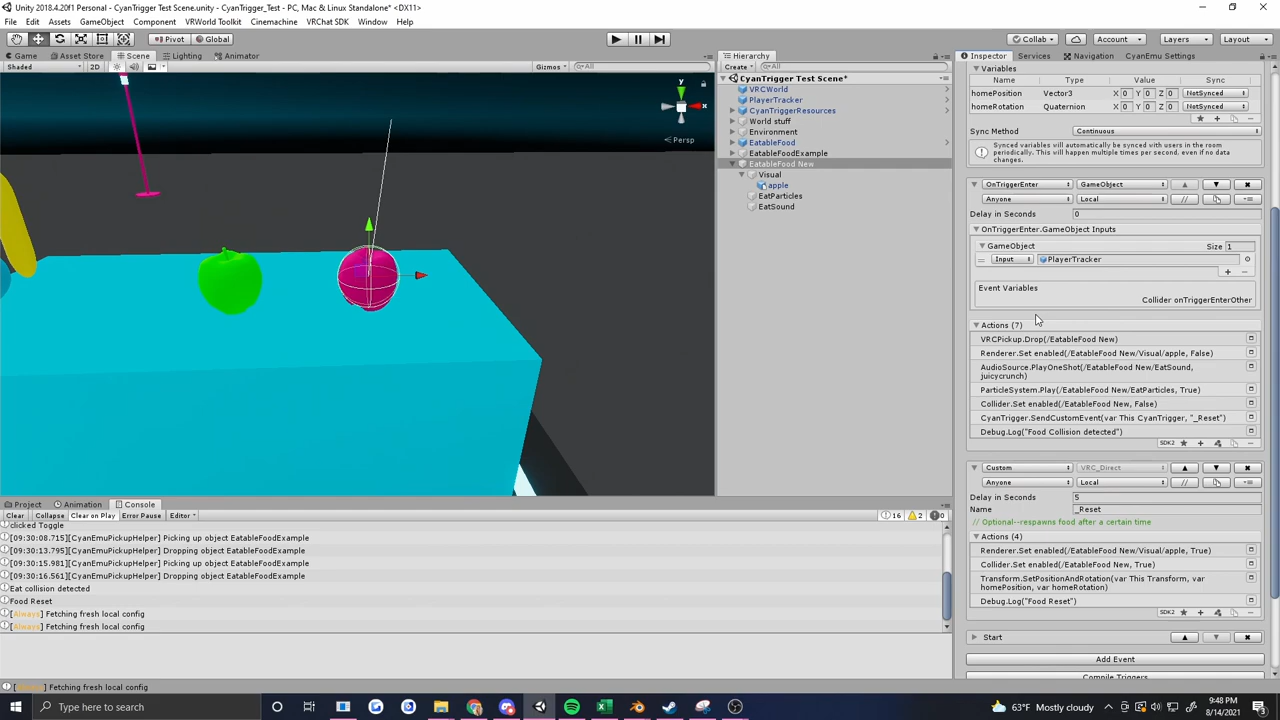 Unity 2018.4.20f1 Personal - CyanTrigger Test Scene.unity - CyanTrigger_Test - PC, Mac & Linux Standalone* <DX11>
File Edit Assets GameObject Component VRWorld Toolkit Cinemachine VRChat SDK Window Help
Pivot Global Collab Account Layers Layout
Game Asset Store Scene Lighting Animator Hierarchy Inspector Services Navigation CyanEmu Settings
Shaded 2D Gizmos All Create All Variables
CyanTrigger Test Scene* Name Type Value Sync
VRCWorld homePosition Vector3 X 0 Y 0 Z 0 NotSynced
PlayerTracker homeRotation Quaternion X 0 Y 0 Z 0 NotSynced
CyanTriggerResources
World stuff
Environment Sync Method Continuous
EatableFood
EatableFoodExample
EatableFood New
Visual
apple
EatParticles
EatSound
y
x
Persp
Synced variables will automatically be synced with users in the room
periodically. This will happen multiple times per second, even if no data
changes.
OnTriggerEnter GameObject
Anyone Local //
Delay in Seconds 0
OnTriggerEnter.GameObject Inputs
GameObject Size 1
Input PlayerTracker
Event Variables
Collider onTriggerEnterOther
Actions (7)
VRCPickup.Drop(/EatableFood New)
Renderer.Set enabled(/EatableFood New/Visual/apple, False)
AudioSource.PlayOneShot(/EatableFood New/EatSound,
juicycrunch)
ParticleSystem.Play(/EatableFood New/EatParticles, True)
Collider.Set enabled(/EatableFood New, False)
CyanTrigger.SendCustomEvent(var This CyanTrigger, "_Reset")
Debug.Log("Food Collision detected")
SDK2
Custom VRC_Direct
Anyone Local //
Delay in Seconds 5
Name _Reset
// Optional--respawns food after a certain time
Actions (4)
Renderer.Set enabled(/EatableFood New/Visual/apple, True)
Collider.Set enabled(/EatableFood New, True)
Transform.SetPositionAndRotation(var This Transform, var
homePosition, var homeRotation)
Debug.Log("Food Reset")
SDK2
Start
Add Event
Compile Triggers
Project Animation Console
Clear Collapse Clear on Play Error Pause Editor 16 2 0
clicked Toggle
[09:30:08.715] [CyanEmuPickupHelper] Picking up object EatableFoodExample
[09:30:13.795] [CyanEmuPickupHelper] Dropping object EatableFoodExample
[09:30:15.981] [CyanEmuPickupHelper] Picking up object EatableFoodExample
[09:30:16.561] [CyanEmuPickupHelper] Dropping object EatableFoodExample
Eat collision detected
Food Reset
[Always] Fetching fresh local config
[Always] Fetching fresh local config
[Always] Fetching fresh local config
Type here to search 63°F Mostly cloudy 9:48 PM
8/14/2021